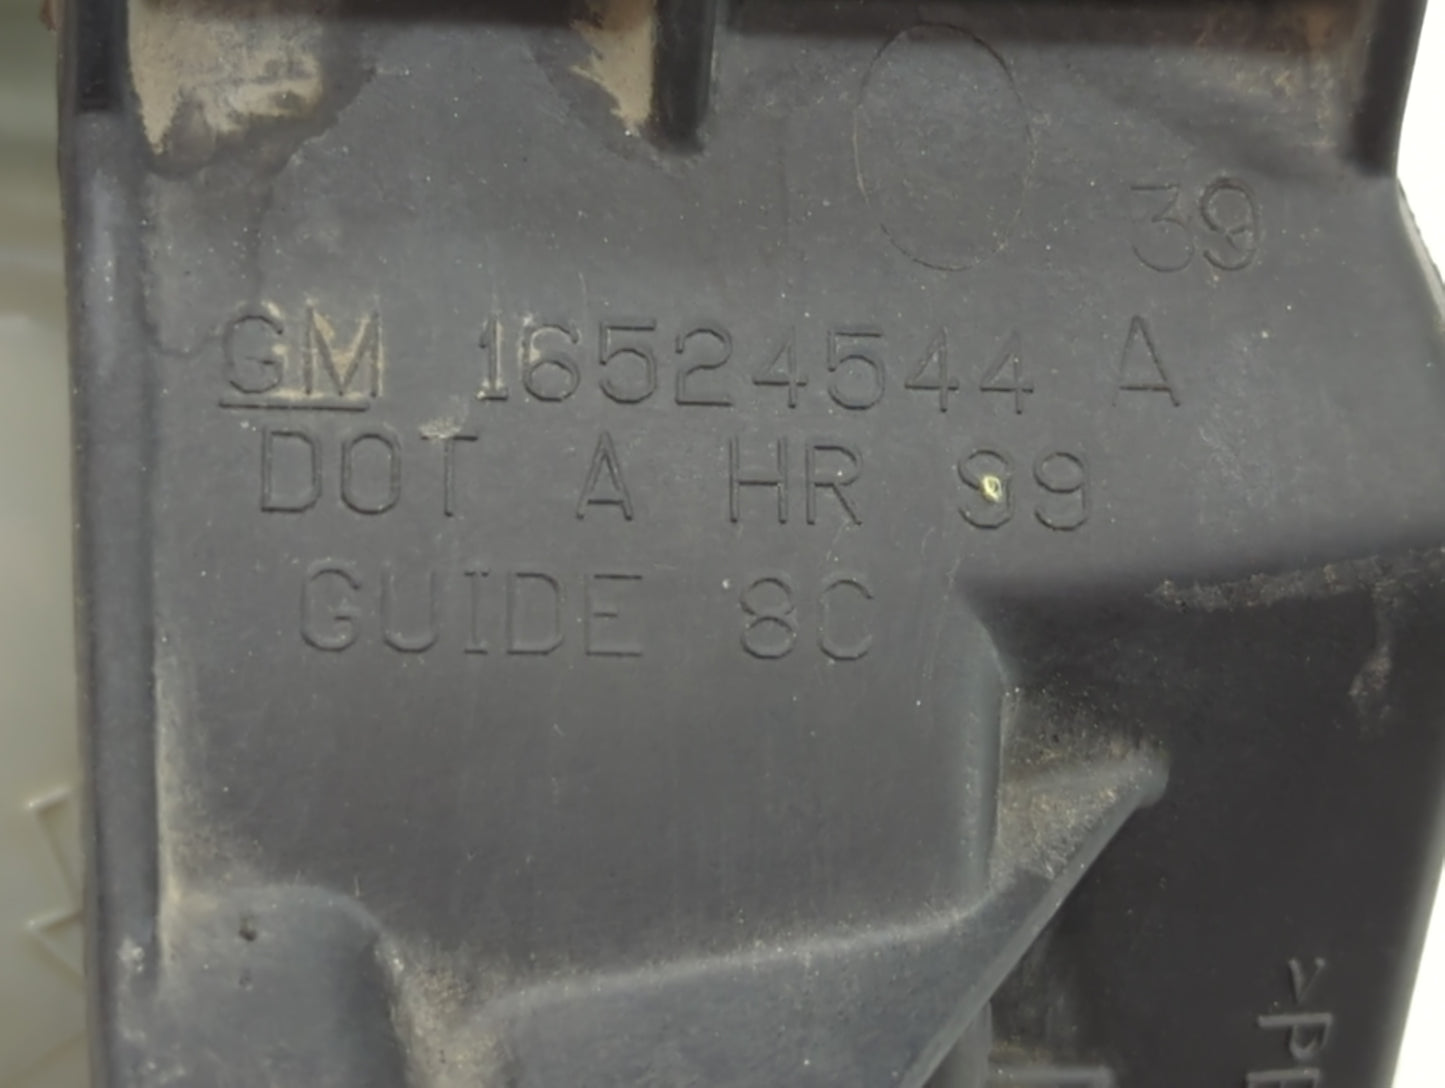 39
GM 16524544 A
DOT A HR 99
GUIDE 8C